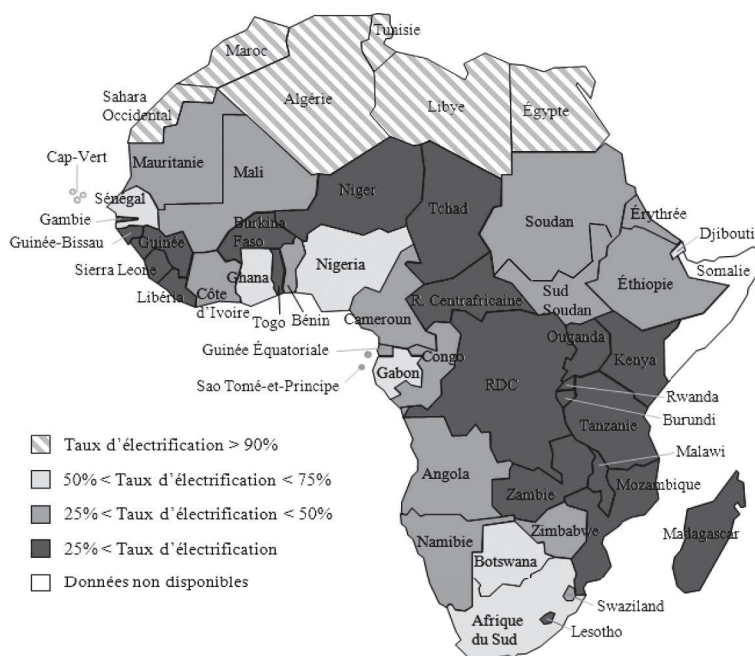 Tunisie
Maroc
Algérie
Libye
Égypte
Sahara
Occidental
Cap-Vert
Mauritanie
Mali
Niger
Tchad
Soudan
Érythrée
Sénégal
Gambie
Guinée-Bissau
Guinée
Burkina
Faso
Djibouti
Somalie
Sierra Leone
Libéria
Côte
d'Ivoire
Ghana
Togo
Bénin
Nigeria
Cameroun
R. Centrafricaine
Sud
Soudan
Éthiopie
Guinée Équatoriale
Sao Tomé-et-Principe
Gabon
Congo
RDC
Ouganda
Kenya
Rwanda
Burundi
Tanzanie
Malawi
Angola
Zambie
Mozambique
Madagascar
Namibie
Zimbabwe
Botswana
Afrique
du Sud
Swaziland
Lesotho
Taux d'électrification > 90%
50% < Taux d'électrification < 75%
25% < Taux d'électrification < 50%
25% < Taux d'électrification
Données non disponibles